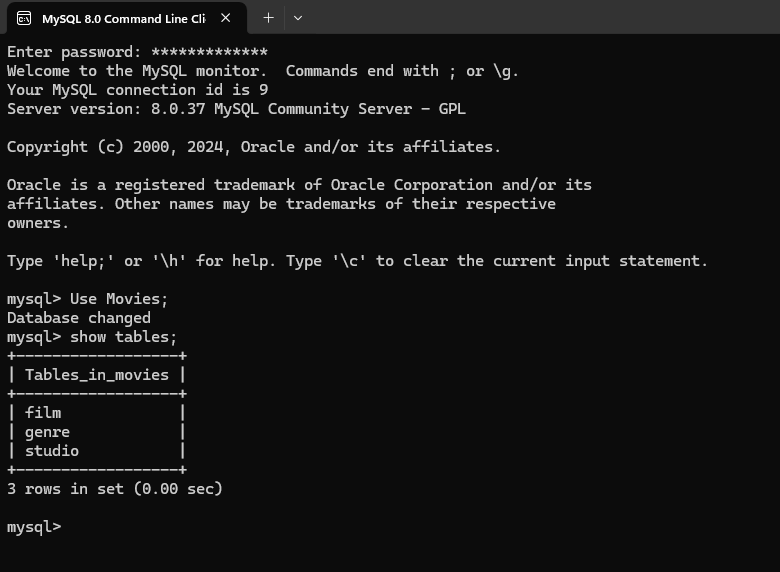 MySQL 8.0 Command Line Cli
Enter password: *************
Welcome to the MySQL monitor.  Commands end with ; or \g.
Your MySQL connection id is 9
Server version: 8.0.37 MySQL Community Server - GPL
Copyright (c) 2000, 2024, Oracle and/or its affiliates.
Oracle is a registered trademark of Oracle Corporation and/or its
affiliates. Other names may be trademarks of their respective
owners.
Type 'help;' or '\h' for help. Type '\c' to clear the current input statement.
mysql> Use Movies;
Database changed
mysql> show tables;
+------------------+
| Tables_in_movies |
+------------------+
| film             |
| genre            |
| studio           |
+------------------+
3 rows in set (0.00 sec)
mysql>